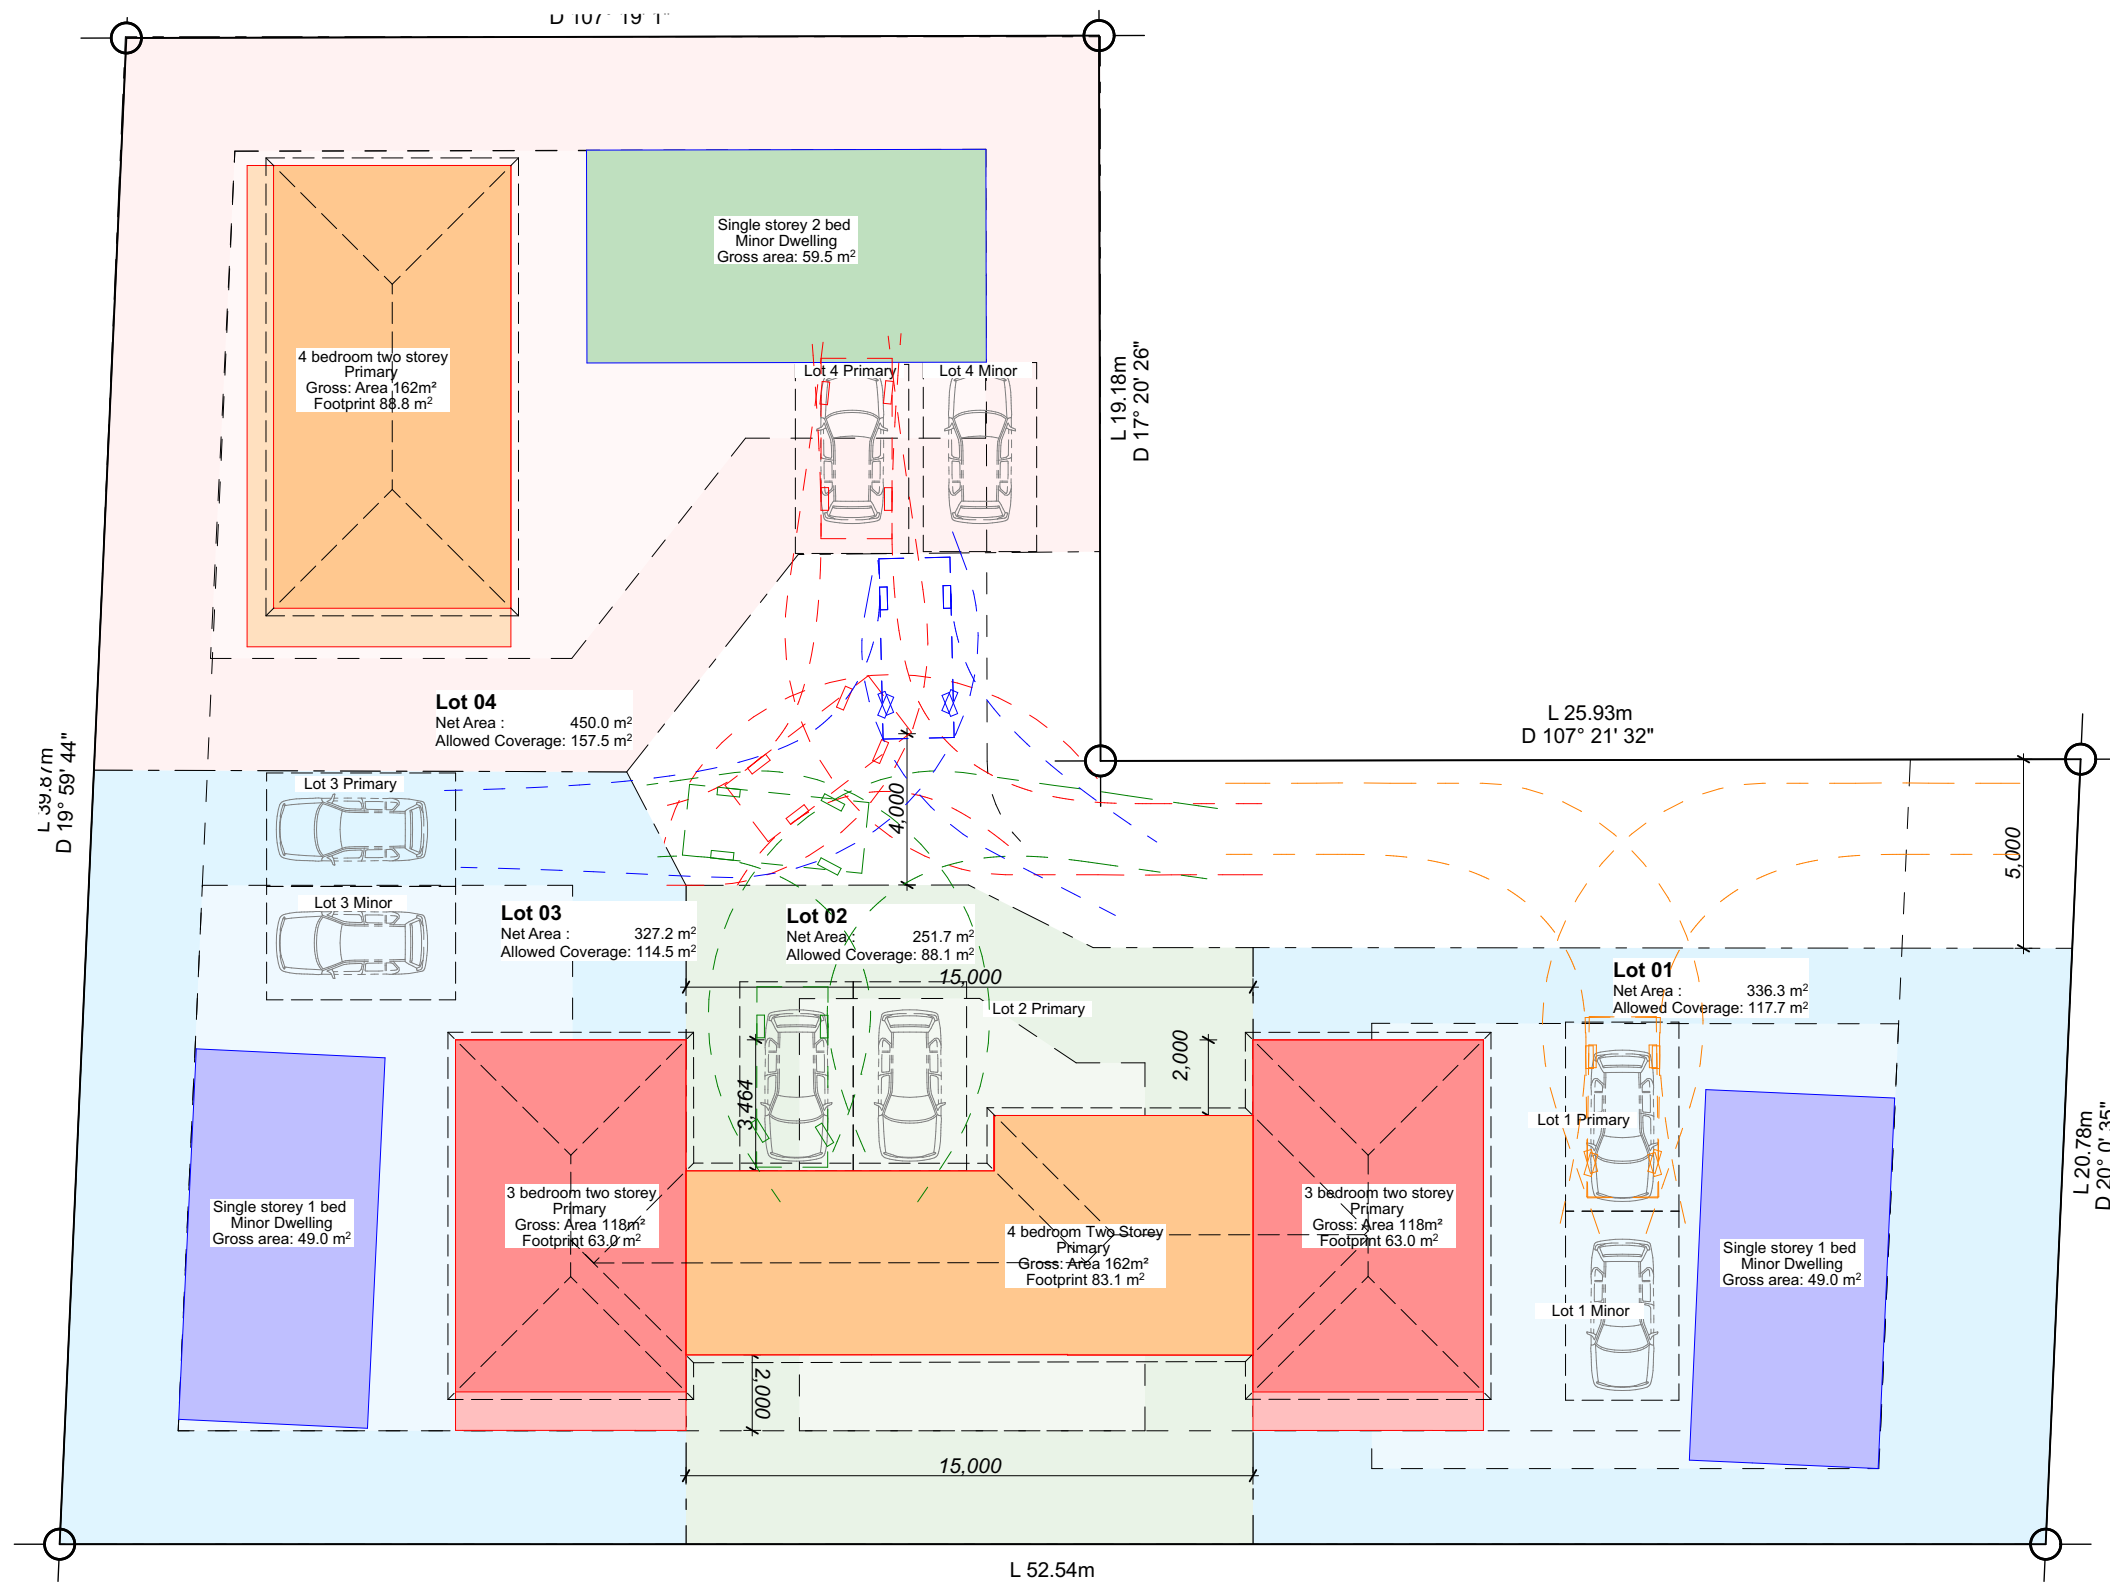 D 107° 19' 1"
Single storey 2 bed
Minor Dwelling
Gross area: 59.5 m²
4 bedroom two storey
Primary
Gross: Area 162m²
Footprint 88.8 m²
Lot 4 Primary
Lot 4 Minor
L 19.18m
D 17° 20' 26"
Lot 04
Net Area : 450.0 m²
Allowed Coverage: 157.5 m²
L 25.93m
D 107° 21' 32"
L 39.87m
D 19° 59' 44"
Lot 3 Primary
4,000
5,000
Lot 3 Minor
Lot 03
Net Area : 327.2 m²
Allowed Coverage: 114.5 m²
Lot 02
Net Area : 251.7 m²
Allowed Coverage: 88.1 m²
15,000
Lot 01
Net Area : 336.3 m²
Allowed Coverage: 117.7 m²
Lot 2 Primary
2,000
3,464
Lot 1 Primary
L 20.78m
D 20° 0' 35"
Single storey 1 bed
Minor Dwelling
Gross area: 49.0 m²
3 bedroom two storey
Primary
Gross: Area 118m²
Footprint 63.0 m²
4 bedroom Two Storey
Primary
Gross: Area 162m²
Footprint 83.1 m²
3 bedroom two storey
Primary
Gross: Area 118m²
Footprint 63.0 m²
Single storey 1 bed
Minor Dwelling
Gross area: 49.0 m²
Lot 1 Minor
2,000
15,000
L 52.54m